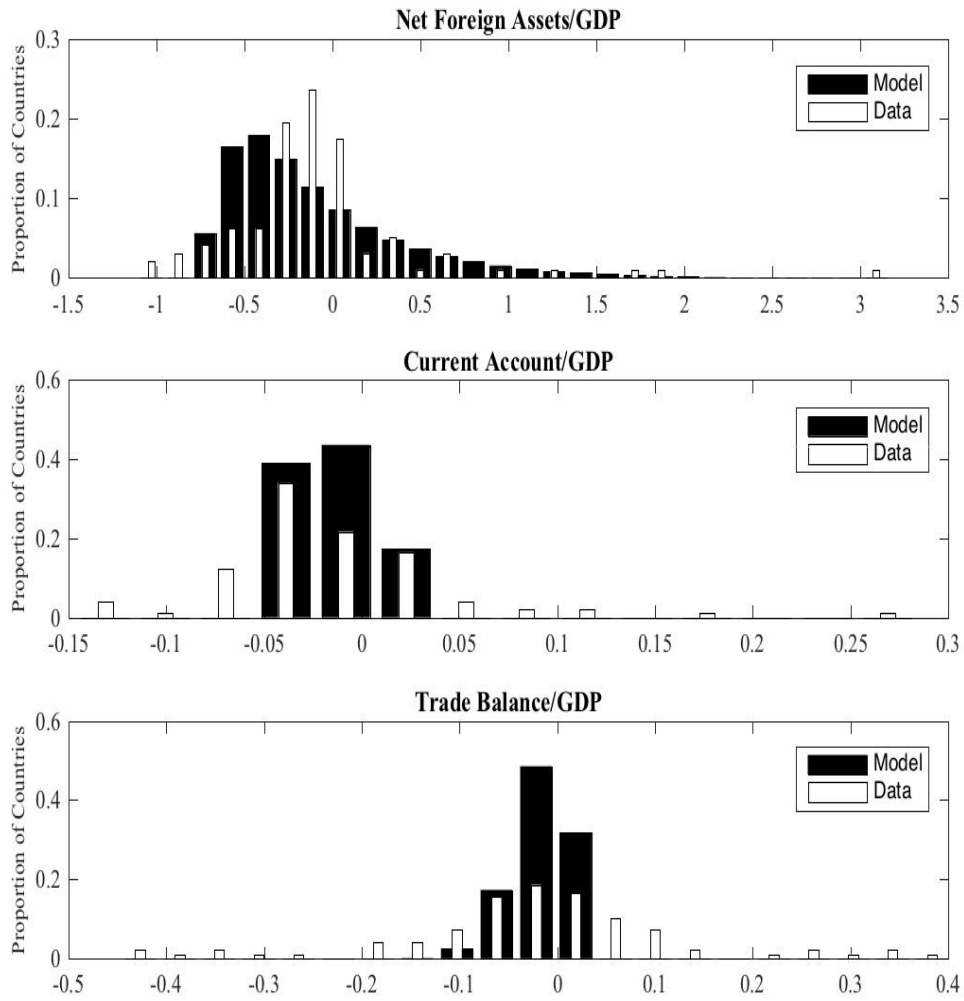 Net Foreign Assets/GDP
Proportion of Countries
0.3
0.2
0.1
0
Model
Data
-1.5 -1 -0.5 0 0.5 1 1.5 2 2.5 3 3.5
Current Account/GDP
Proportion of Countries
0.6
0.4
0.2
0
Model
Data
-0.15 -0.1 -0.05 0 0.05 0.1 0.15 0.2 0.25 0.3
Trade Balance/GDP
Proportion of Countries
0.6
0.4
0.2
0
Model
Data
-0.5 -0.4 -0.3 -0.2 -0.1 0 0.1 0.2 0.3 0.4